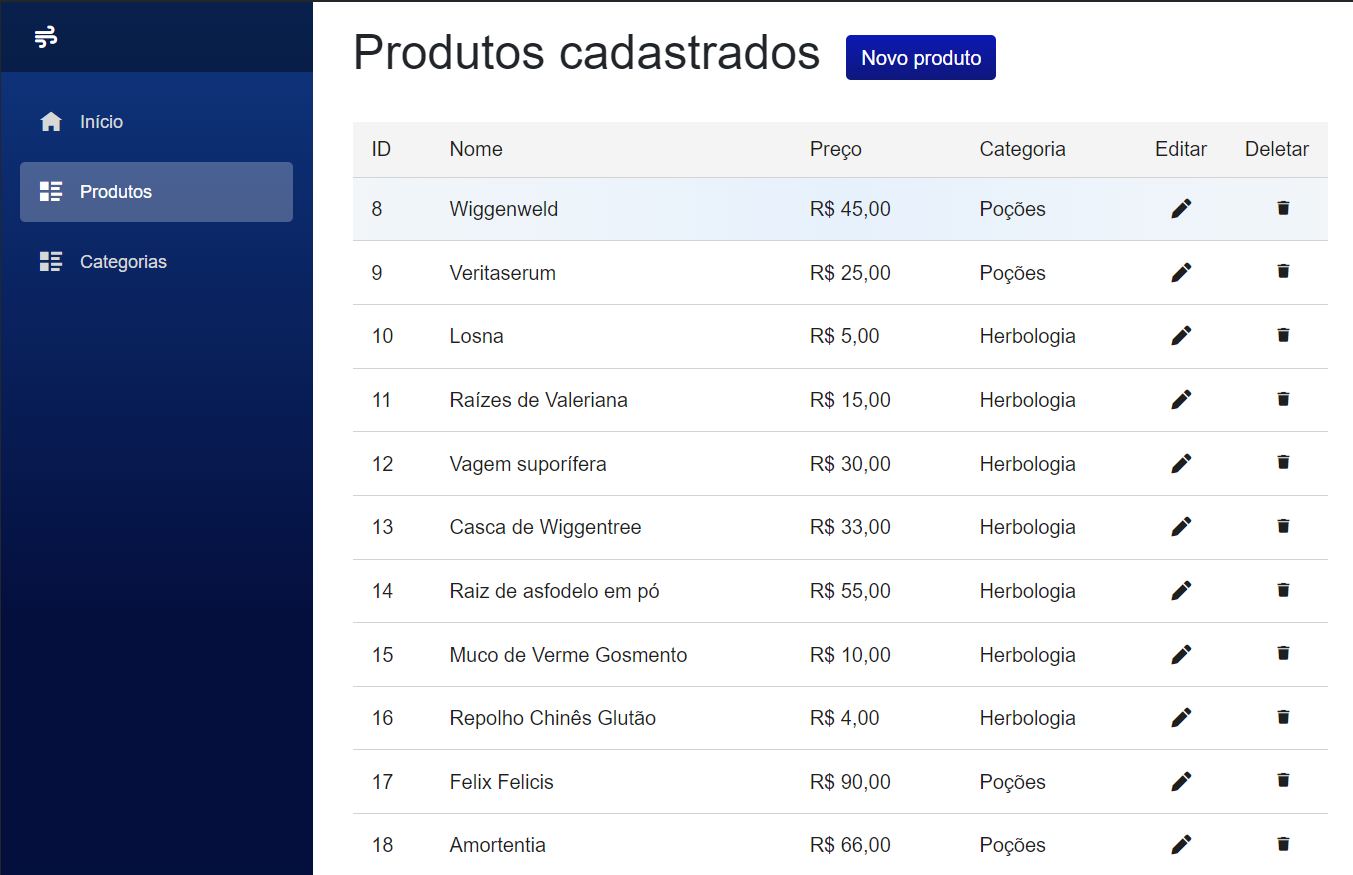 Produtos cadastrados Novo produto
Início
Produtos
Categorias
ID Nome Preço Categoria Editar Deletar
8 Wiggenweld R$ 45,00 Poções
9 Veritaserum R$ 25,00 Poções
10 Losna R$ 5,00 Herbologia
11 Raízes de Valeriana R$ 15,00 Herbologia
12 Vagem suporífera R$ 30,00 Herbologia
13 Casca de Wiggentree R$ 33,00 Herbologia
14 Raiz de asfodelo em pó R$ 55,00 Herbologia
15 Muco de Verme Gosmento R$ 10,00 Herbologia
16 Repolho Chinês Glutão R$ 4,00 Herbologia
17 Felix Felicis R$ 90,00 Poções
18 Amortentia R$ 66,00 Poções